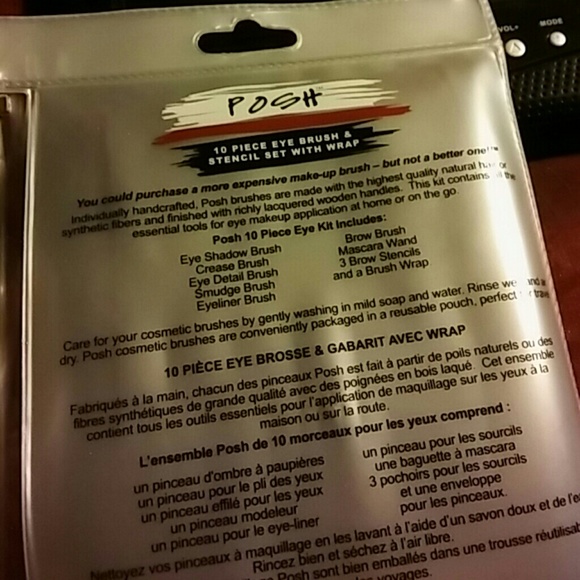 VOL+
MODE
POSH
10 PIECE EYE BRUSH &
STENCIL SET WITH WRAP
You could purchase a more expensive make-up brush – but not a better one!™
Individually handcrafted, Posh brushes are made with the highest quality natural hair or
synthetic fibers and finished with richly lacquered wooden handles. This kit contains all the
essential tools for eye makeup application at home or on the go.
Posh 10 Piece Eye Kit Includes:
Eye Shadow Brush
Crease Brush
Eye Detail Brush
Smudge Brush
Eyeliner Brush
Brow Brush
Mascara Wand
3 Brow Stencils
and a Brush Wrap
Care for your cosmetic brushes by gently washing in mild soap and water. Rinse well and air
dry. Posh cosmetic brushes are conveniently packaged in a reusable pouch, perfect for travel
10 PIÈCE EYE BROSSE & GABARIT AVEC WRAP
Fabriqués à la main, chacun des pinceaux Posh est fait à partir de poils naturels ou des
fibres synthétiques de grande qualité avec des poignées en bois laqué. Cet ensemble
contient tous les outils essentiels pour l'application de maquillage sur les yeux à la
maison ou sur la route.
L'ensemble Posh de 10 morceaux pour les yeux comprend :
un pinceau d'ombre à paupières
un pinceau pour le pli des yeux
un pinceau effilé pour les yeux
un pinceau modeleur
un pinceau pour le eye-liner
un pinceau pour les sourcils
une baguette à mascara
3 pochoirs pour les sourcils
et une enveloppe
pour les pinceaux.
Nettoyez vos pinceaux à maquillage en les lavant à l'aide d'un savon doux et de l'e
Rincez bien et séchez à l'air libre.
Posh sont bien emballés dans une trousse réutilisab
voyages.